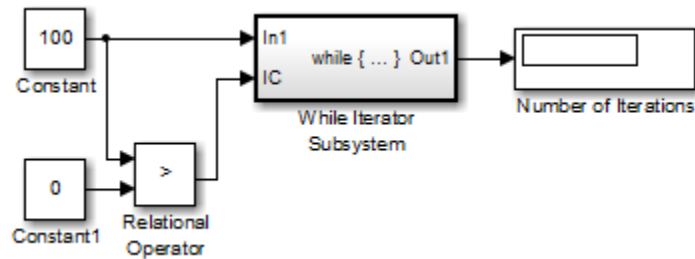 100
Constant
In1
while { ... } Out1
IC
While Iterator
Subsystem
Number of Iterations
0
Constant1
>
Relational
Operator